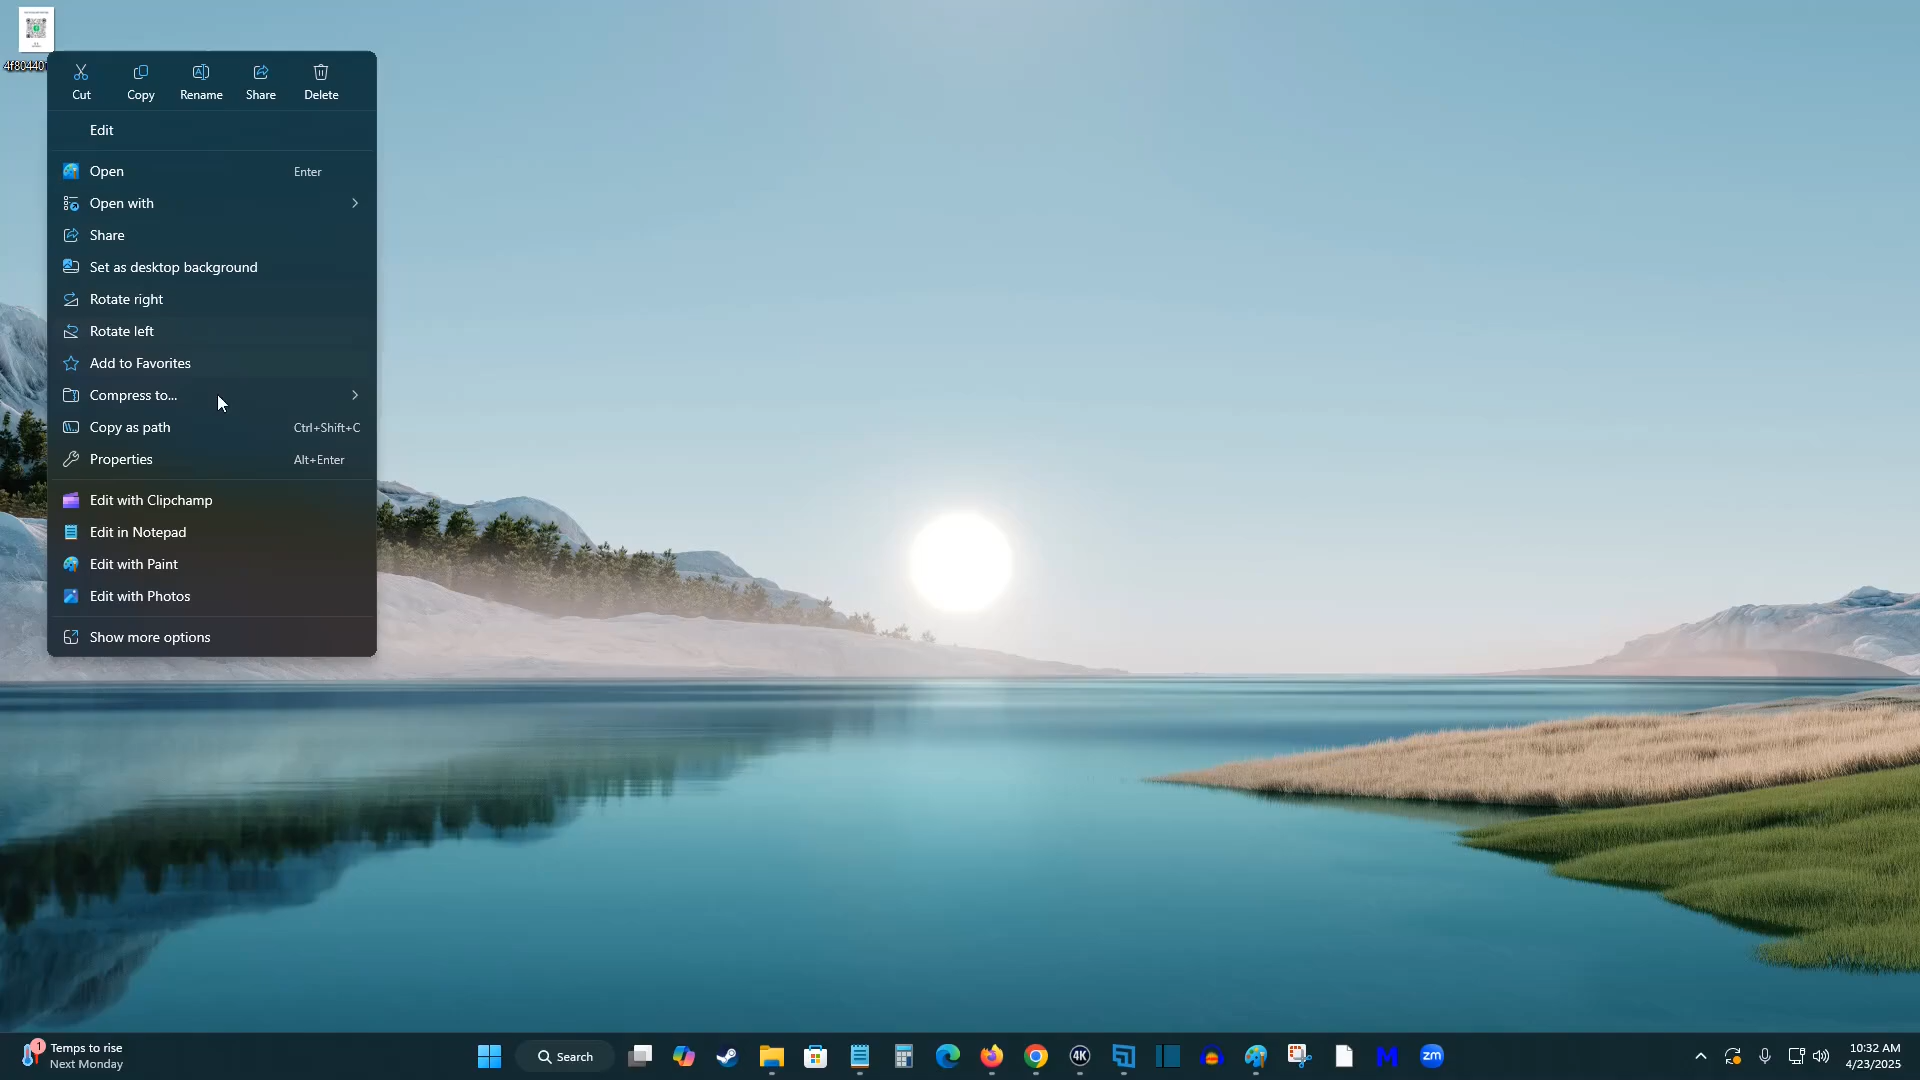 4f80440
Cut
Copy
Rename
Share
Delete
Edit
Open Enter
Open with
Share
Set as desktop background
Rotate right
Rotate left
Add to Favorites
Compress to...
Copy as path Ctrl+Shift+C
Properties Alt+Enter
Edit with Clipchamp
Edit in Notepad
Edit with Paint
Edit with Photos
Show more options
1
Temps to rise
Next Monday
Search
4K
M
zm
10:32 AM
4/23/2025